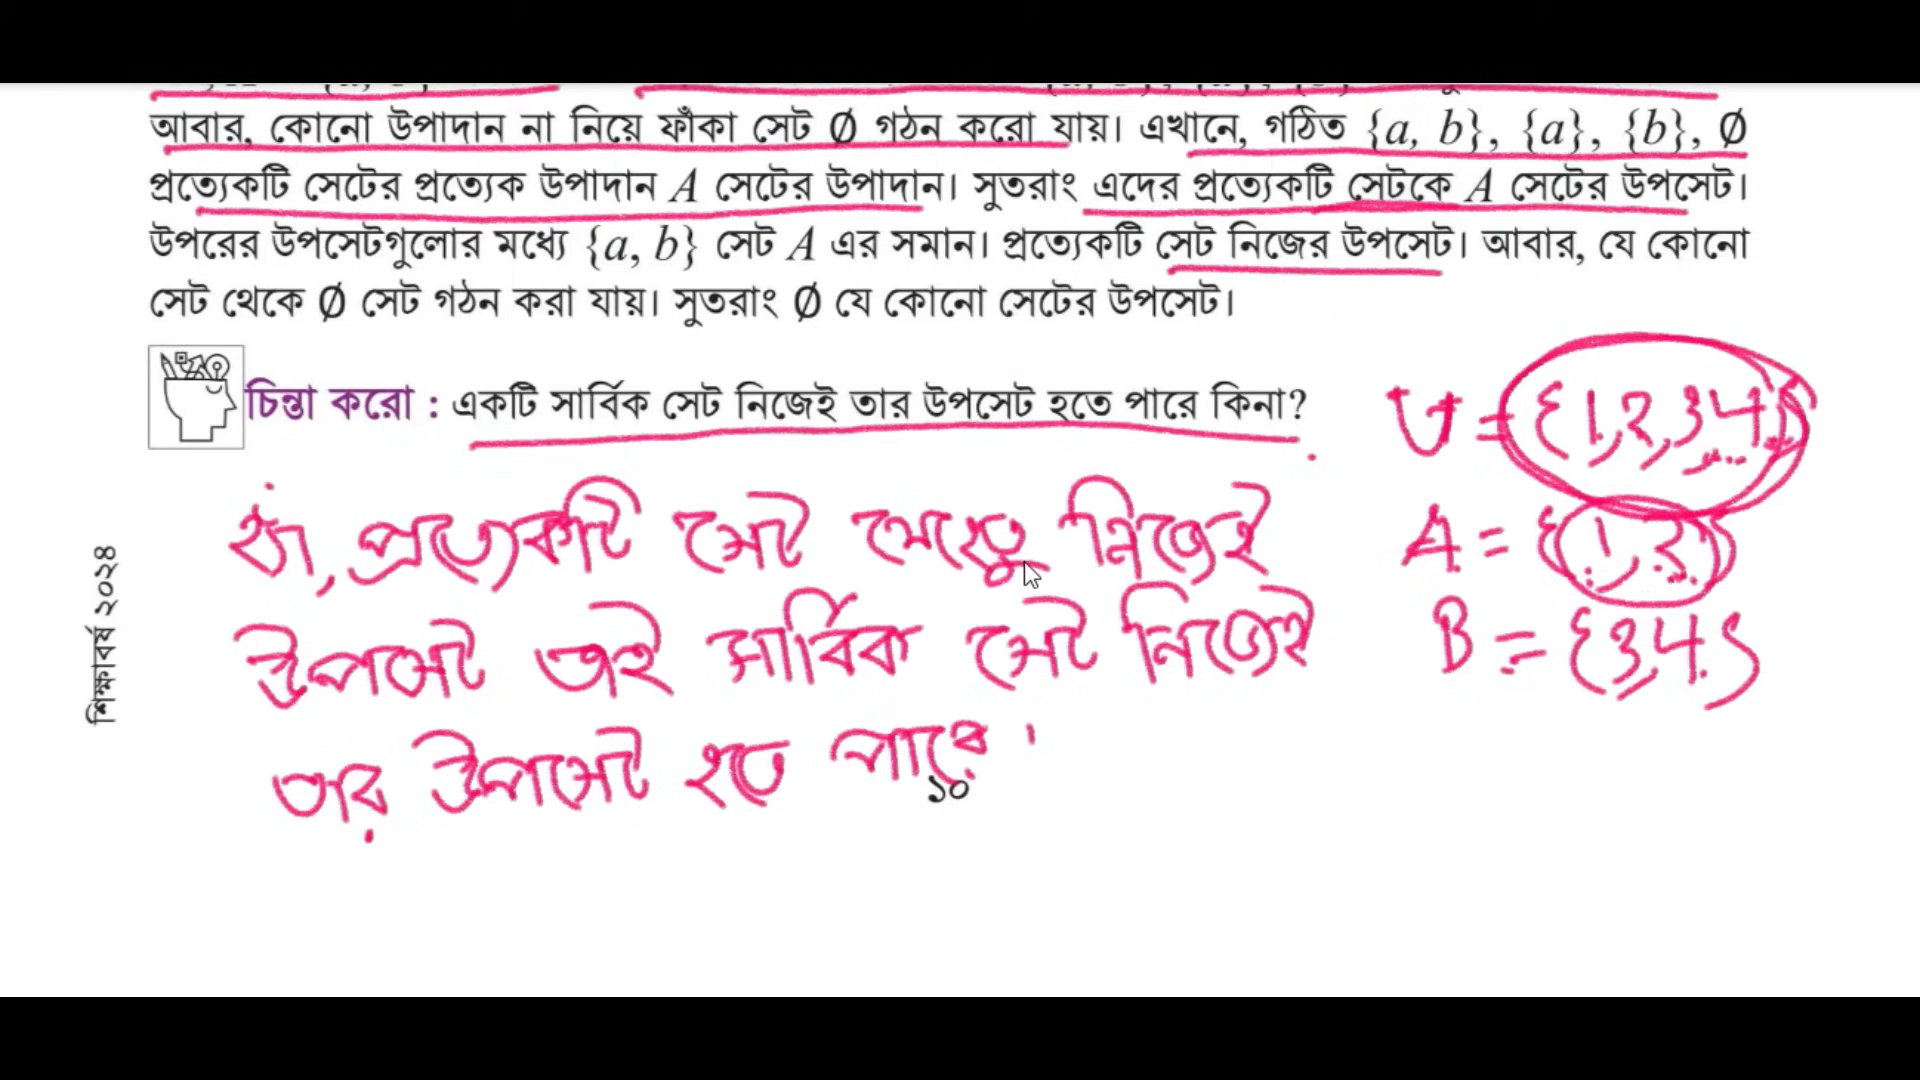 আবার, কোনো উপাদান না নিয়ে ফাঁকা সেট Ø গঠন করো যায়। এখানে, গঠিত {a, b}, {a}, {b}, Ø
প্রত্যেকটি সেটের প্রত্যেক উপাদান A সেটের উপাদান। সুতরাং এদের প্রত্যেকটি সেটকে A সেটের উপসেট।
উপরের উপসেটগুলোর মধ্যে {a, b} সেট A এর সমান। প্রত্যেকটি সেট নিজের উপসেট। আবার, যে কোনো
সেট থেকে Ø সেট গঠন করা যায়। সুতরাং Ø যে কোনো সেটের উপসেট।
চিন্তা করো : একটি সার্বিক সেট নিজেই তার উপসেট হতে পারে কিনা?
U = {1,2,3,4}
হ্যাঁ, প্রত্যেকটি সেট যেহেতু নিজেই
A = {1,2}
উপসেট তাই সার্বিক সেট নিজেই
B = {3,4}
তার উপসেট হতে পারে।
১০
শিক্ষাবর্ষ ২০২৪